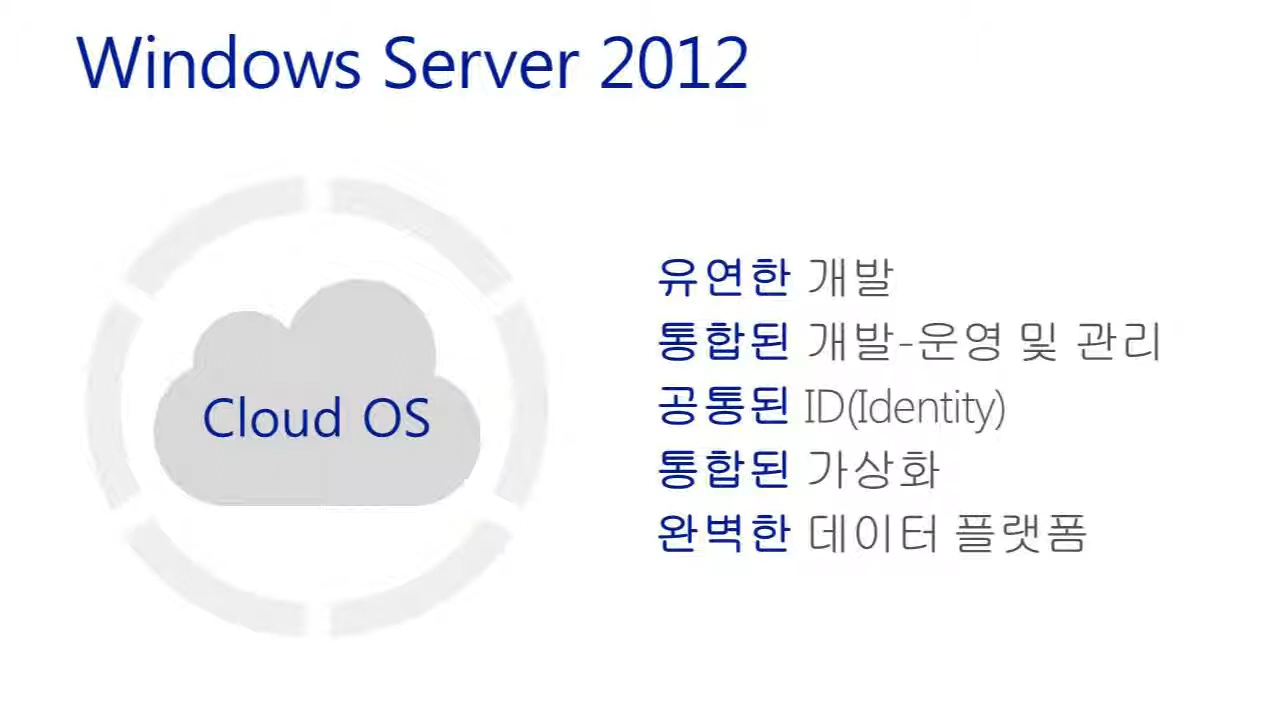 Windows Server 2012
Cloud OS
유연한 개발
통합된 개발-운영 및 관리
공통된 ID(Identity)
통합된 가상화
완벽한 데이터 플랫폼